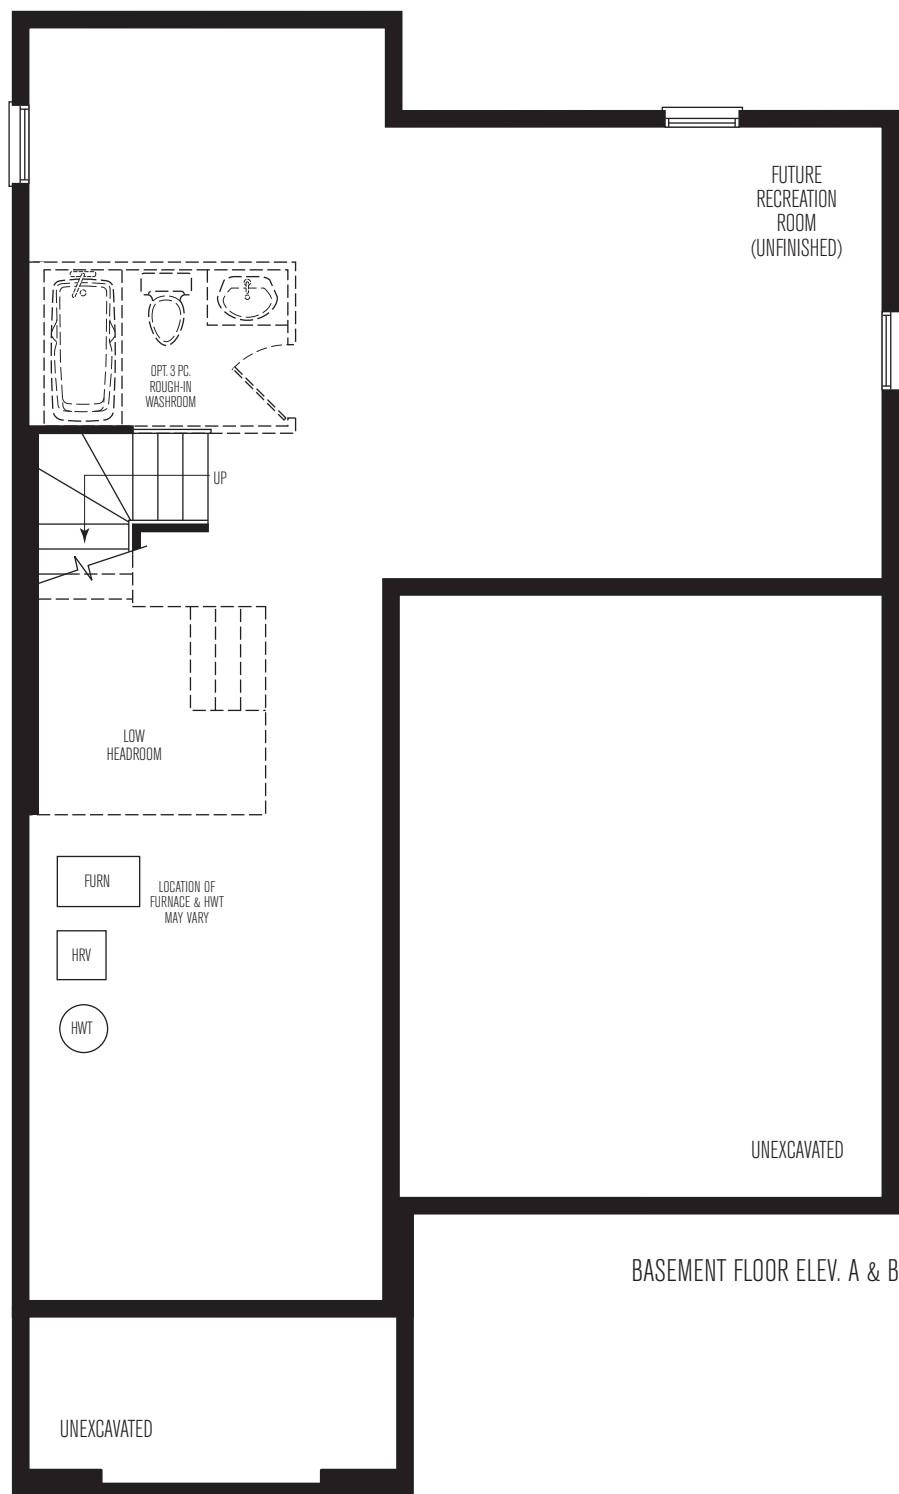 FUTURE
RECREATION
ROOM
(UNFINISHED)
OPT. 3 PC.
ROUGH-IN
WASHROOM
UP
LOW
HEADROOM
FURN
LOCATION OF
FURNACE & HWT
MAY VARY
HRV
HWT
UNEXCAVATED
BASEMENT FLOOR ELEV. A & B
UNEXCAVATED